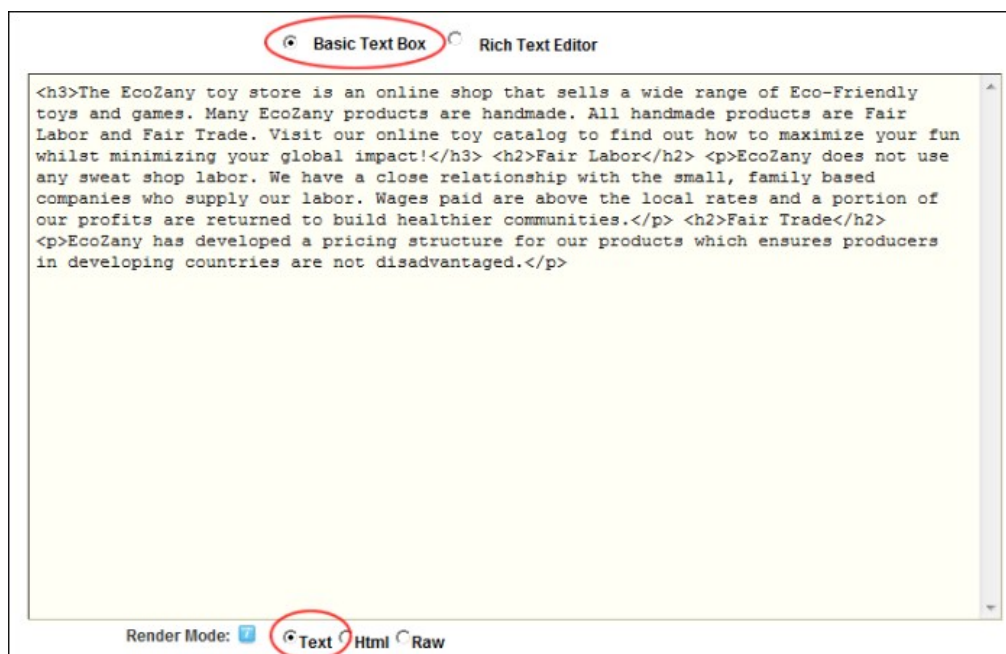 Basic Text Box Rich Text Editor
<h3>The EcoZany toy store is an online shop that sells a wide range of Eco-Friendly
toys and games. Many EcoZany products are handmade. All handmade products are Fair
Labor and Fair Trade. Visit our online toy catalog to find out how to maximize your fun
whilst minimizing your global impact!</h3> <h2>Fair Labor</h2> <p>EcoZany does not use
any sweat shop labor. We have a close relationship with the small, family based
companies who supply our labor. Wages paid are above the local rates and a portion of
our profits are returned to build healthier communities.</p> <h2>Fair Trade</h2>
<p>EcoZany has developed a pricing structure for our products which ensures producers
in developing countries are not disadvantaged.</p>
Render Mode: ? Text Html Raw